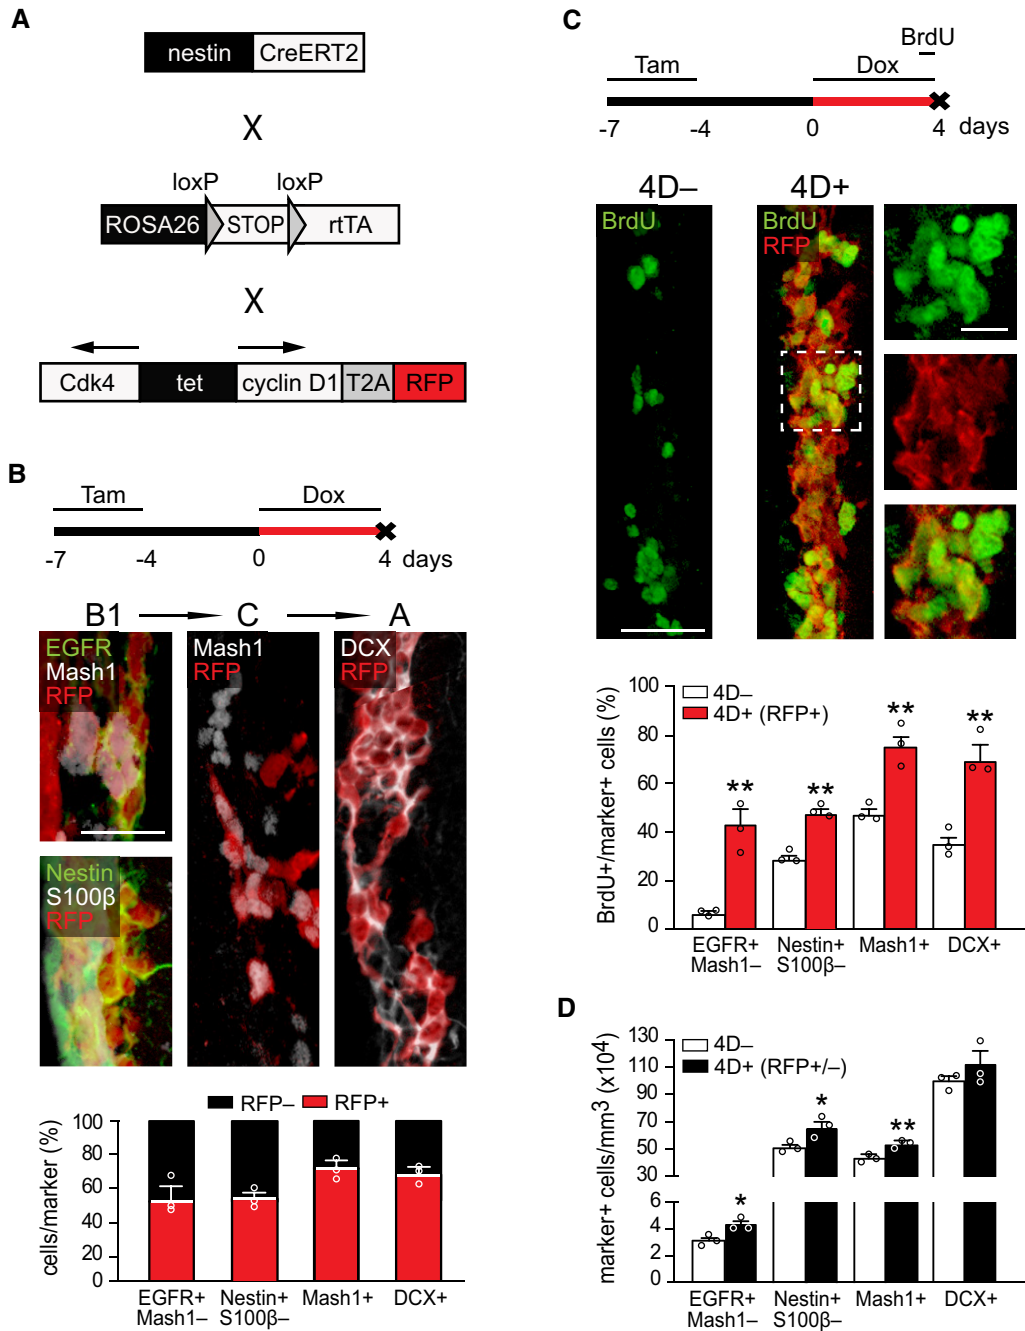 A
nestin CreERT2
X
loxP loxP
ROSA26 STOP rtTA
X
Cdk4 tet cyclin D1 T2A RFP
B
Tam Dox
-7 -4 0 4 days
B1 C A
EGFR
Mash1
RFP
Nestin
S100β
RFP
Mash1
RFP
DCX
RFP
RFP– RFP+
cells/marker (%)
100
80
60
40
20
0
EGFR+
Mash1–
Nestin+
S100β–
Mash1+
DCX+
C
BrdU
Tam Dox
-7 -4 0 4 days
4D– 4D+
BrdU
BrdU
RFP
BrdU+/marker+ cells (%)
100
80
60
40
20
0
4D–
4D+ (RFP+)
** ** ** **
EGFR+
Mash1–
Nestin+
S100β–
Mash1+
DCX+
D
marker+ cells/mm3 (x104)
130
110
90
70
50
30
6
4
2
0
4D–
4D+ (RFP+/–)
* * **
EGFR+
Mash1–
Nestin+
S100β–
Mash1+
DCX+